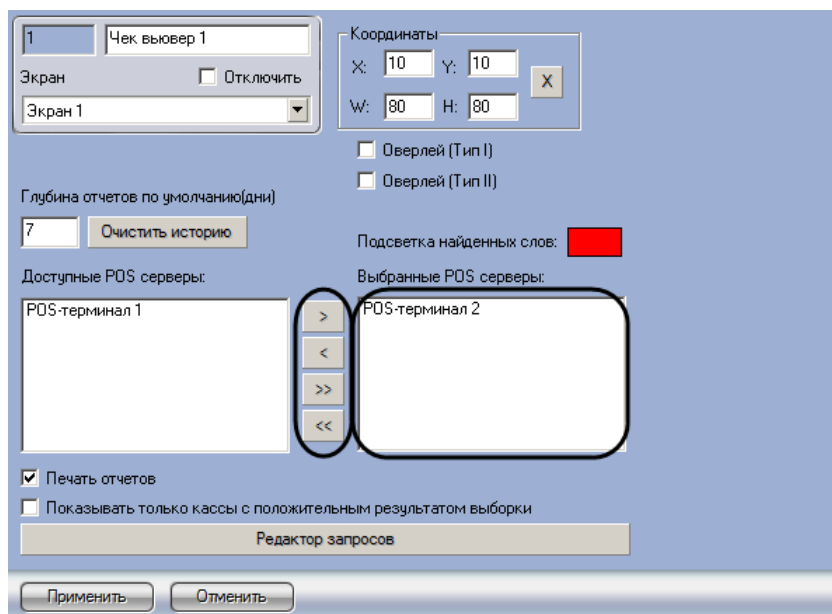 1 Чек вьювер 1
Экран Отключить
Экран 1
Координаты
X: 10 Y: 10 X
W: 80 H: 80
Оверлей (Тип I)
Оверлей (Тип II)
Глубина отчетов по умолчанию(дни)
7 Очистить историю
Подсветка найденных слов:
Доступные POS серверы: Выбранные POS серверы:
POS-терминал 1 > POS-терминал 2
<
>>
<<
Печать отчетов
Показывать только кассы с положительным результатом выборки
Редактор запросов
Применить Отменить